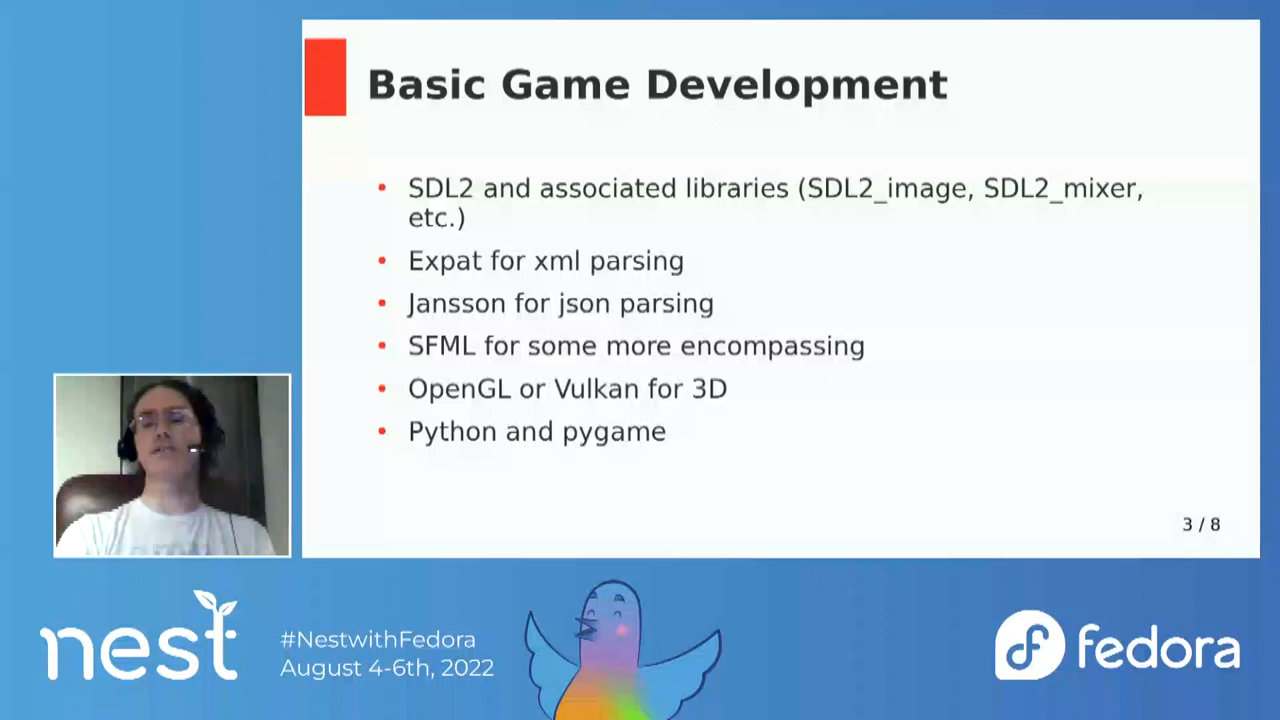 Basic Game Development
• SDL2 and associated libraries (SDL2_image, SDL2_mixer,
etc.)
• Expat for xml parsing
• Jansson for json parsing
• SFML for some more encompassing
• OpenGL or Vulkan for 3D
• Python and pygame
3 / 8
nest
#NestwithFedora
August 4-6th, 2022
fedora